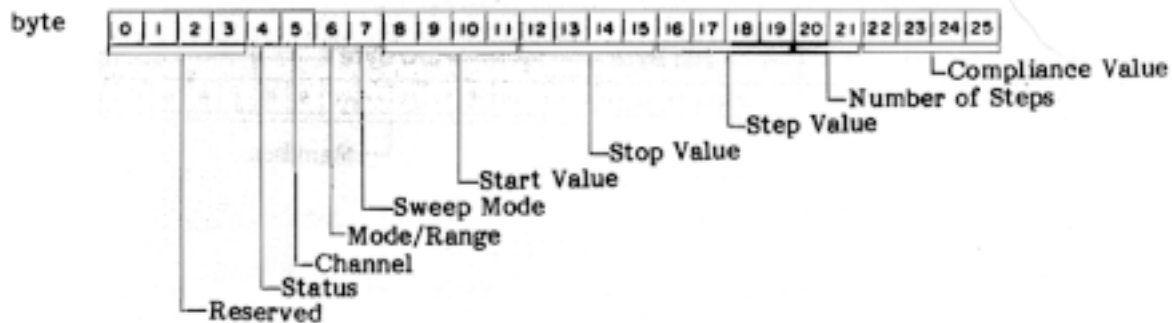 byte 0 1 2 3 4 5 6 7 8 9 10 11 12 13 14 15 16 17 18 19 20 21 22 23 24 25
Compliance Value
Number of Steps
Step Value
Stop Value
Start Value
Sweep Mode
Mode/Range
Channel
Status
Reserved